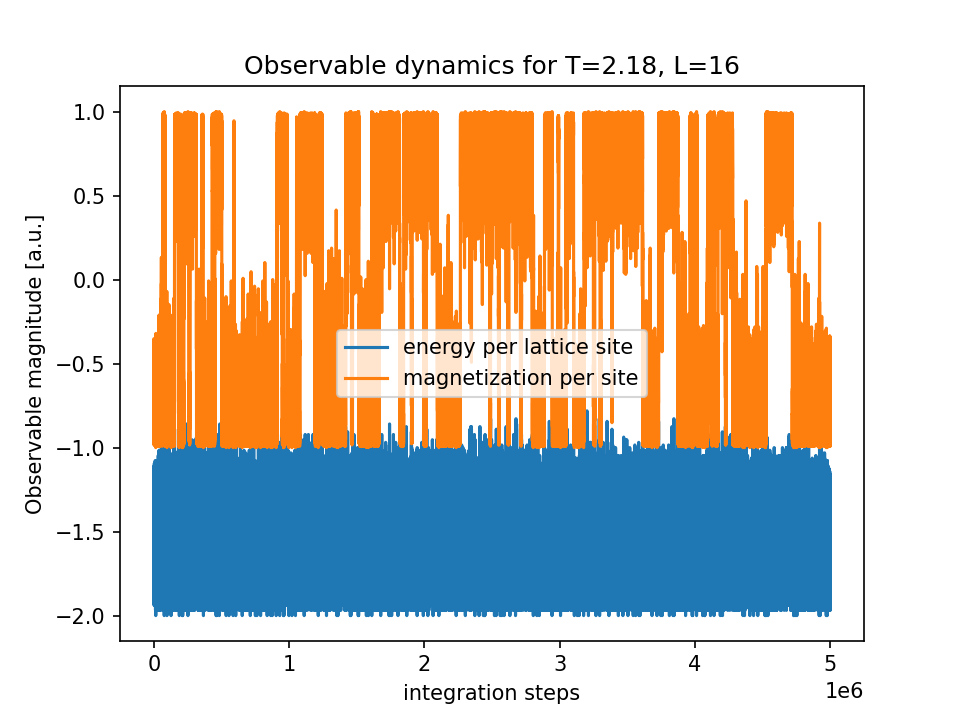 Observable dynamics for T=2.18, L=16
Observable magnitude [a.u.]
1.0
0.5
0.0
−0.5
−1.0
−1.5
−2.0
energy per lattice site
magnetization per site
0 1 2 3 4 5
1e6
integration steps